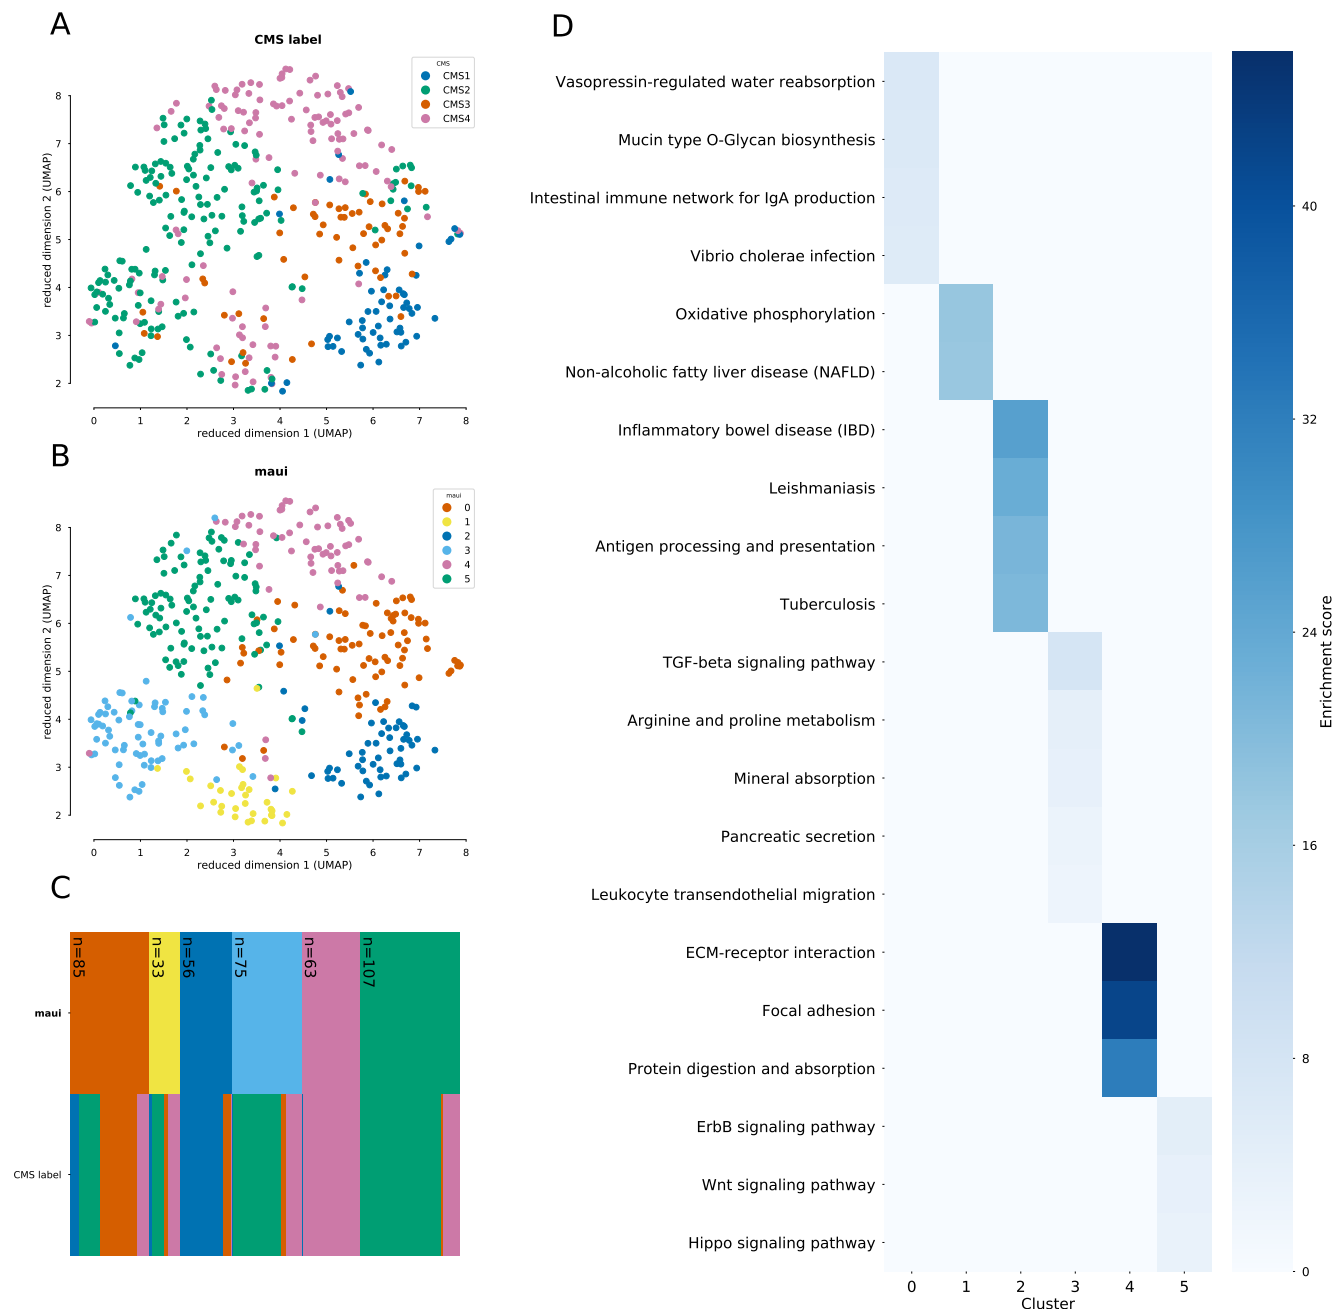 A
CMS label
CMS
CMS1
CMS2
CMS3
CMS4
reduced dimension 2 (UMAP)
8
7
6
5
4
3
2
0 1 2 3 4 5 6 7 8
reduced dimension 1 (UMAP)
B
maui
maui
0
1
2
3
4
5
reduced dimension 2 (UMAP)
8
7
6
5
4
3
2
0 1 2 3 4 5 6 7 8
reduced dimension 1 (UMAP)
C
n=85
n=33
n=56
n=75
n=63
n=107
maui
CMS label
D
Vasopressin-regulated water reabsorption
Mucin type O-Glycan biosynthesis
Intestinal immune network for IgA production
Vibrio cholerae infection
Oxidative phosphorylation
Non-alcoholic fatty liver disease (NAFLD)
Inflammatory bowel disease (IBD)
Leishmaniasis
Antigen processing and presentation
Tuberculosis
TGF-beta signaling pathway
Arginine and proline metabolism
Mineral absorption
Pancreatic secretion
Leukocyte transendothelial migration
ECM-receptor interaction
Focal adhesion
Protein digestion and absorption
ErbB signaling pathway
Wnt signaling pathway
Hippo signaling pathway
0 1 2 3 4 5
Cluster
40
32
24
16
8
0
Enrichment score